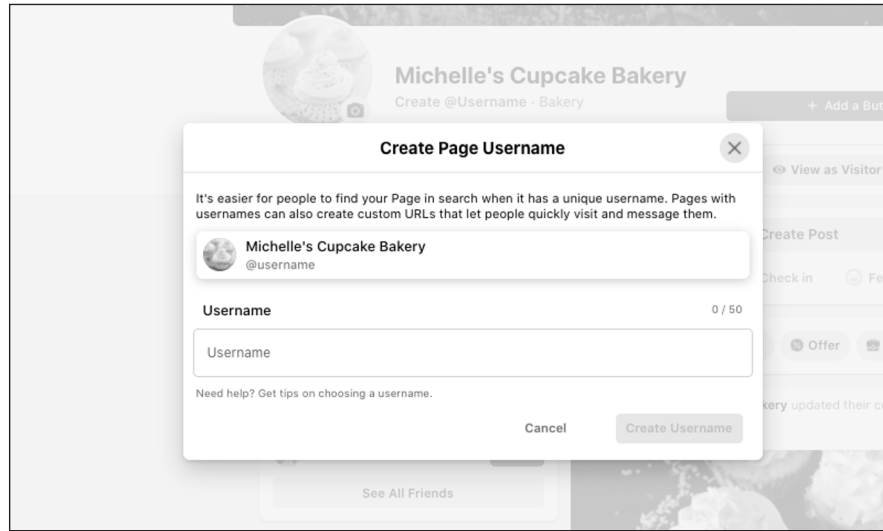 Michelle's Cupcake Bakery
Create @Username · Bakery
+ Add a But
Create Page Username
View as Visitor
It's easier for people to find your Page in search when it has a unique username. Pages with
usernames can also create custom URLs that let people quickly visit and message them.
Create Post
Michelle's Cupcake Bakery
@username
Check in
Fe
Username
0 / 50
Username
Offer
Need help? Get tips on choosing a username.
kery updated their c
Cancel
Create Username
See All Friends